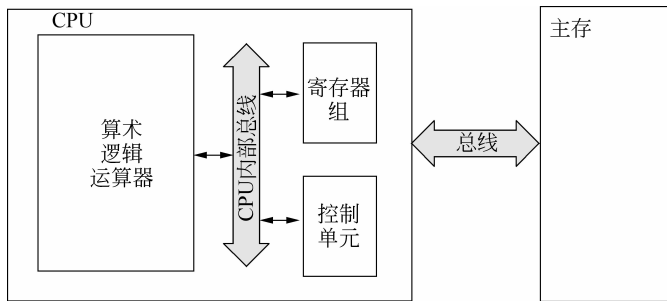 CPU
算术
逻辑
运算器
CPU内部总线
寄存器
组
控制
单元
总线
主存